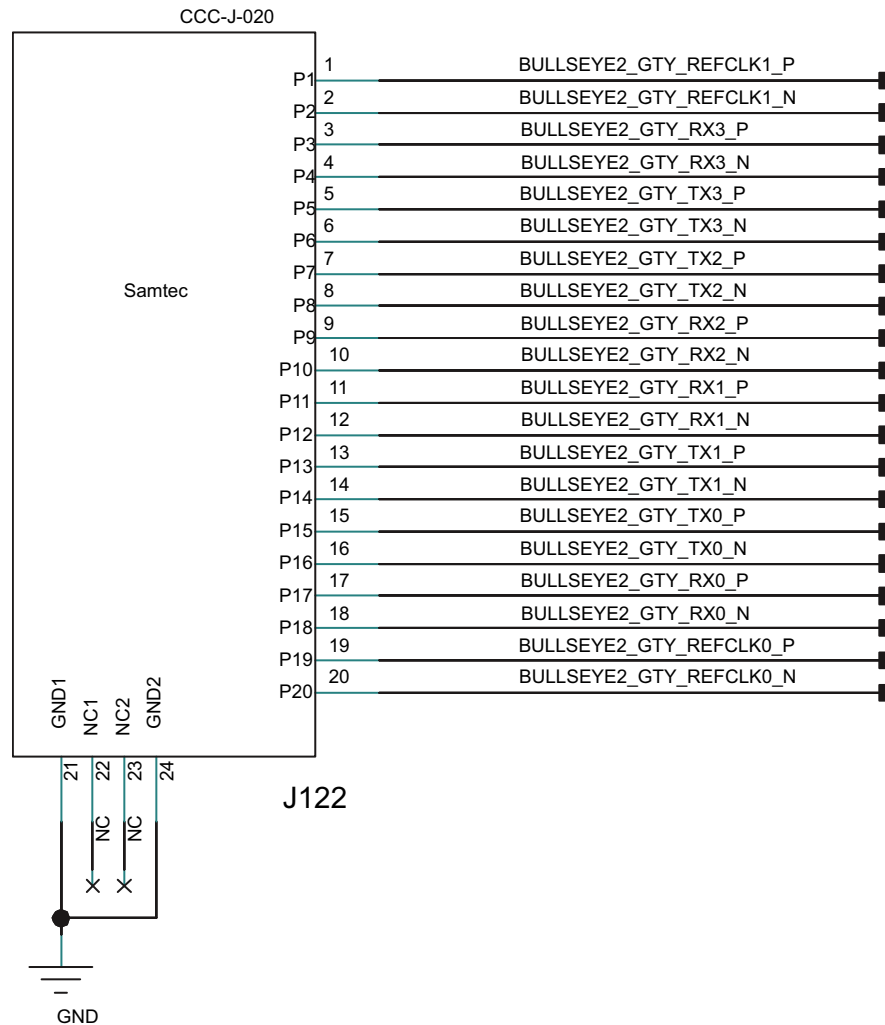 CCC-J-020
P1 1 BULLSEYE2_GTY_REFCLK1_P
P2 2 BULLSEYE2_GTY_REFCLK1_N
P3 3 BULLSEYE2_GTY_RX3_P
P4 4 BULLSEYE2_GTY_RX3_N
P5 5 BULLSEYE2_GTY_TX3_P
P6 6 BULLSEYE2_GTY_TX3_N
P7 7 BULLSEYE2_GTY_TX2_P
Samtec
P8 8 BULLSEYE2_GTY_TX2_N
P9 9 BULLSEYE2_GTY_RX2_P
P10 10 BULLSEYE2_GTY_RX2_N
P11 11 BULLSEYE2_GTY_RX1_P
P12 12 BULLSEYE2_GTY_RX1_N
P13 13 BULLSEYE2_GTY_TX1_P
P14 14 BULLSEYE2_GTY_TX1_N
P15 15 BULLSEYE2_GTY_TX0_P
P16 16 BULLSEYE2_GTY_TX0_N
P17 17 BULLSEYE2_GTY_RX0_P
P18 18 BULLSEYE2_GTY_RX0_N
P19 19 BULLSEYE2_GTY_REFCLK0_P
P20 20 BULLSEYE2_GTY_REFCLK0_N
GND1 NC1 NC2 GND2
21 22 23 24
J122
NC NC
GND